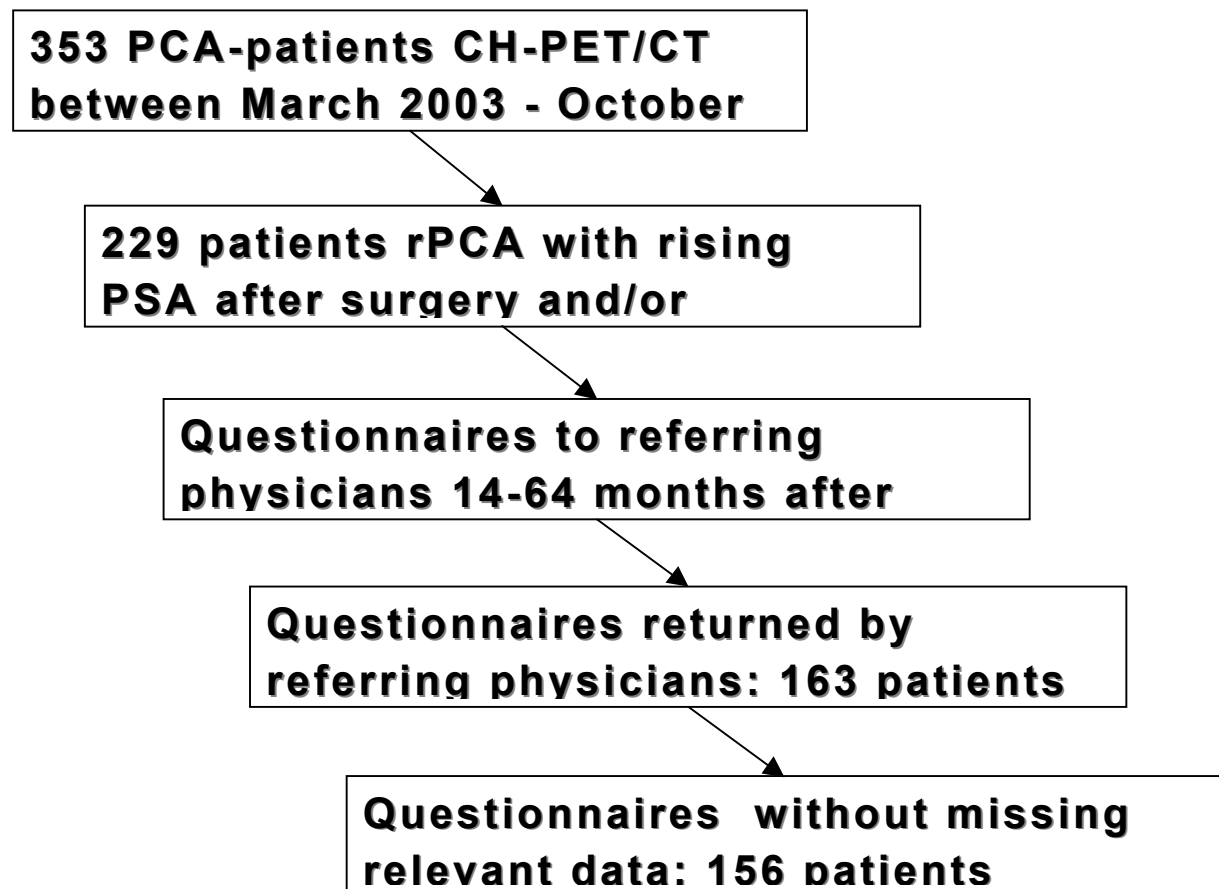 353 PCA-patients CH-PET/CT
between March 2003 - October
229 patients rPCA with rising
PSA after surgery and/or
Questionnaires to referring
physicians 14-64 months after
Questionnaires returned by
referring physicians: 163 patients
Questionnaires without missing
relevant data: 156 patients